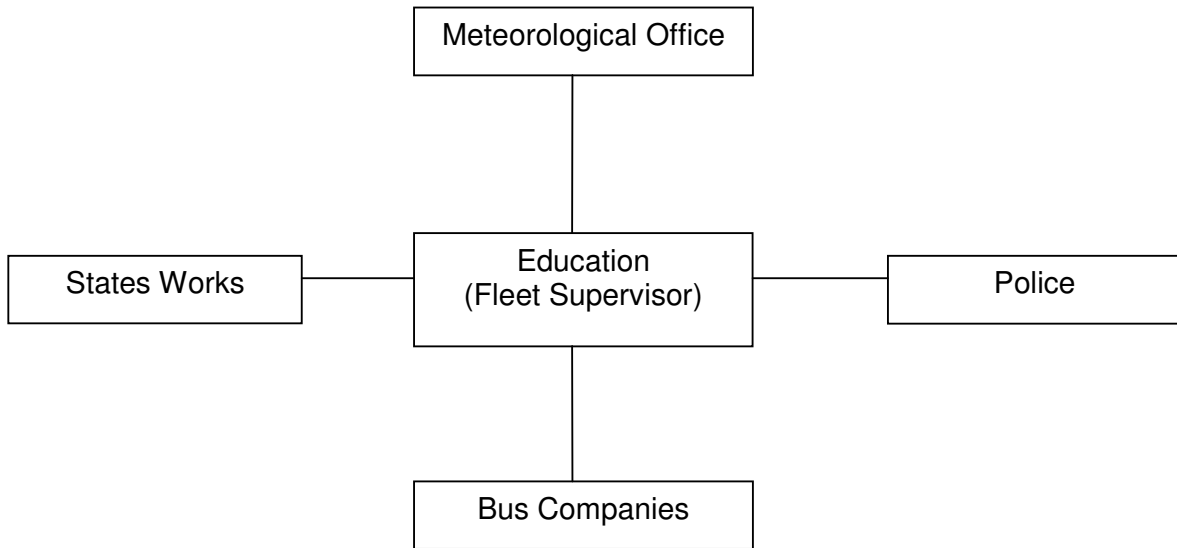 Meteorological Office
Education
(Fleet Supervisor)
States Works
Police
Bus Companies